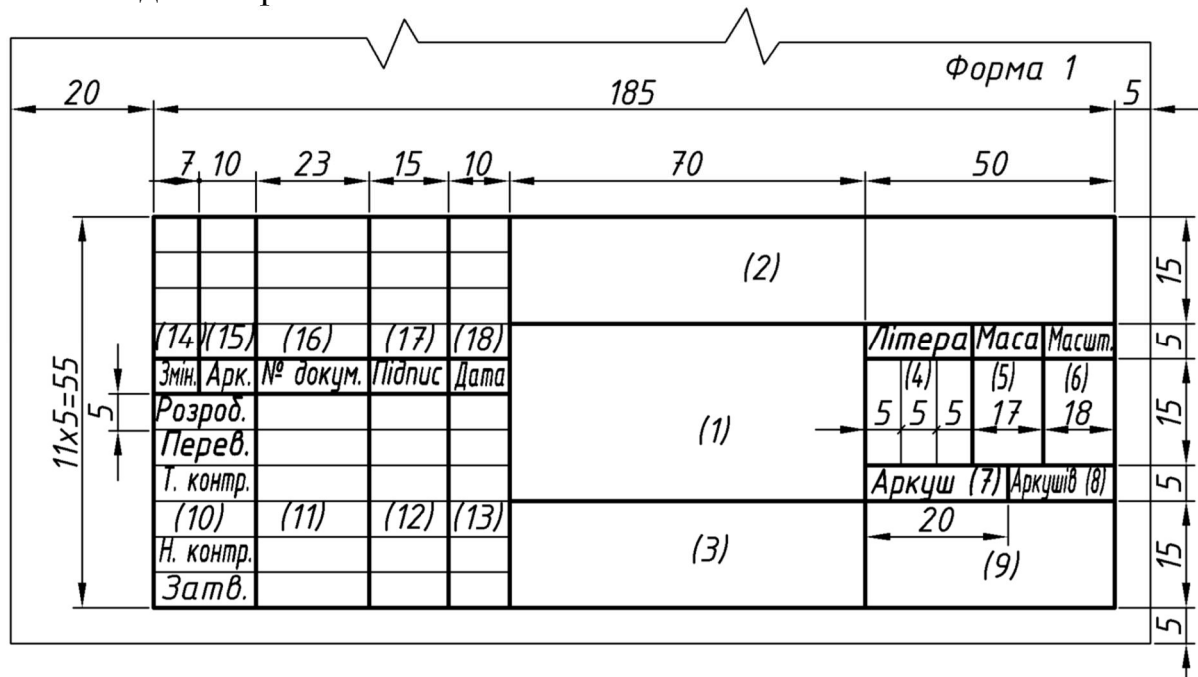 Форма 1
20 185 5
7 10 23 15 10 70 50
(2) 15
(14) (15) (16) (17) (18) Літера Маса Масшт. 5
Змін. Арк. № докум. Підпис Дата (4) (5) (6)
11х5=55 5 Розроб. 5 5 5 17 18 15
Перев. (1)
Т. контр. Аркуш (7) Аркушів (8) 5
(10) (11) (12) (13) 20
Н. контр. (3) (9) 15
Затв.
5